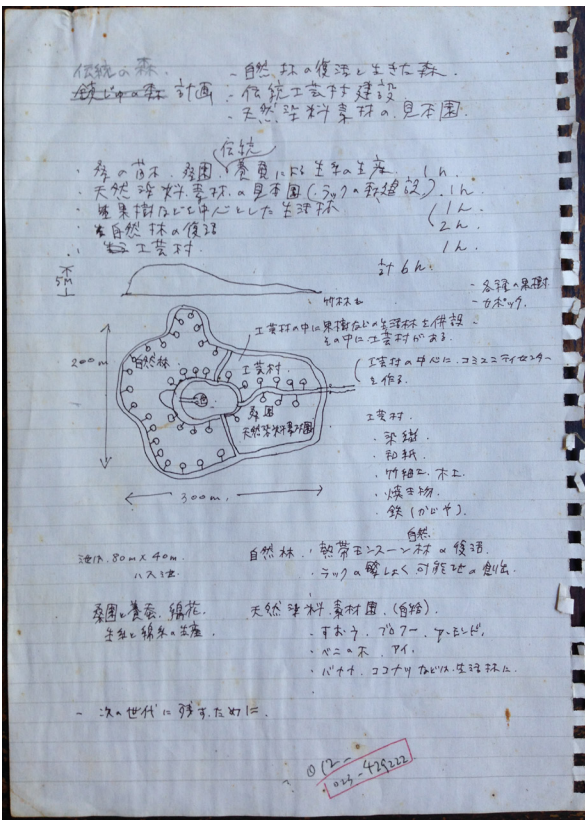 伝統の森
鎮じゅの森 計画
- 自然林の復活と生きた森.
・伝統工芸村建設
・天然染料素材の見本園.
伝統
・桑の苗木、桑園、養蚕による生糸の生産. 1h.
・天然染料素材の見本園(ラックの新建設). 1h.
・果樹などを中心とした生活林 1h.
・自然林の復活 2h.
・工芸村. 1h.
計6h.
5M
・竹林も
- 各種の果樹
- カポック.
工芸村の中に果樹などの生活林も併設.
その中に工芸村がある.
200m
自然林
工芸村.
池
桑園
天然染料素材園
300m.
工芸村の中心に.コミュニティセンター
を作る.
工芸村.
・染織.
・和紙.
・竹細工.木工
・焼き物.
・鉄(かじや).
池は.80m×40m.
ハス池.
自然
自然林.・熱帯モンスーン林の復活.
・ラックの 可能地の創出.
桑園と養蚕.綿花.
生糸と綿糸の生産.
天然染料素材園.(自給).
・すおう.プロフー.アーモンド.
・ベニの木.アイ.
・バナナ.ココナツなどは.生活林に.
- 次の世代に残すために.
012-
023-429222